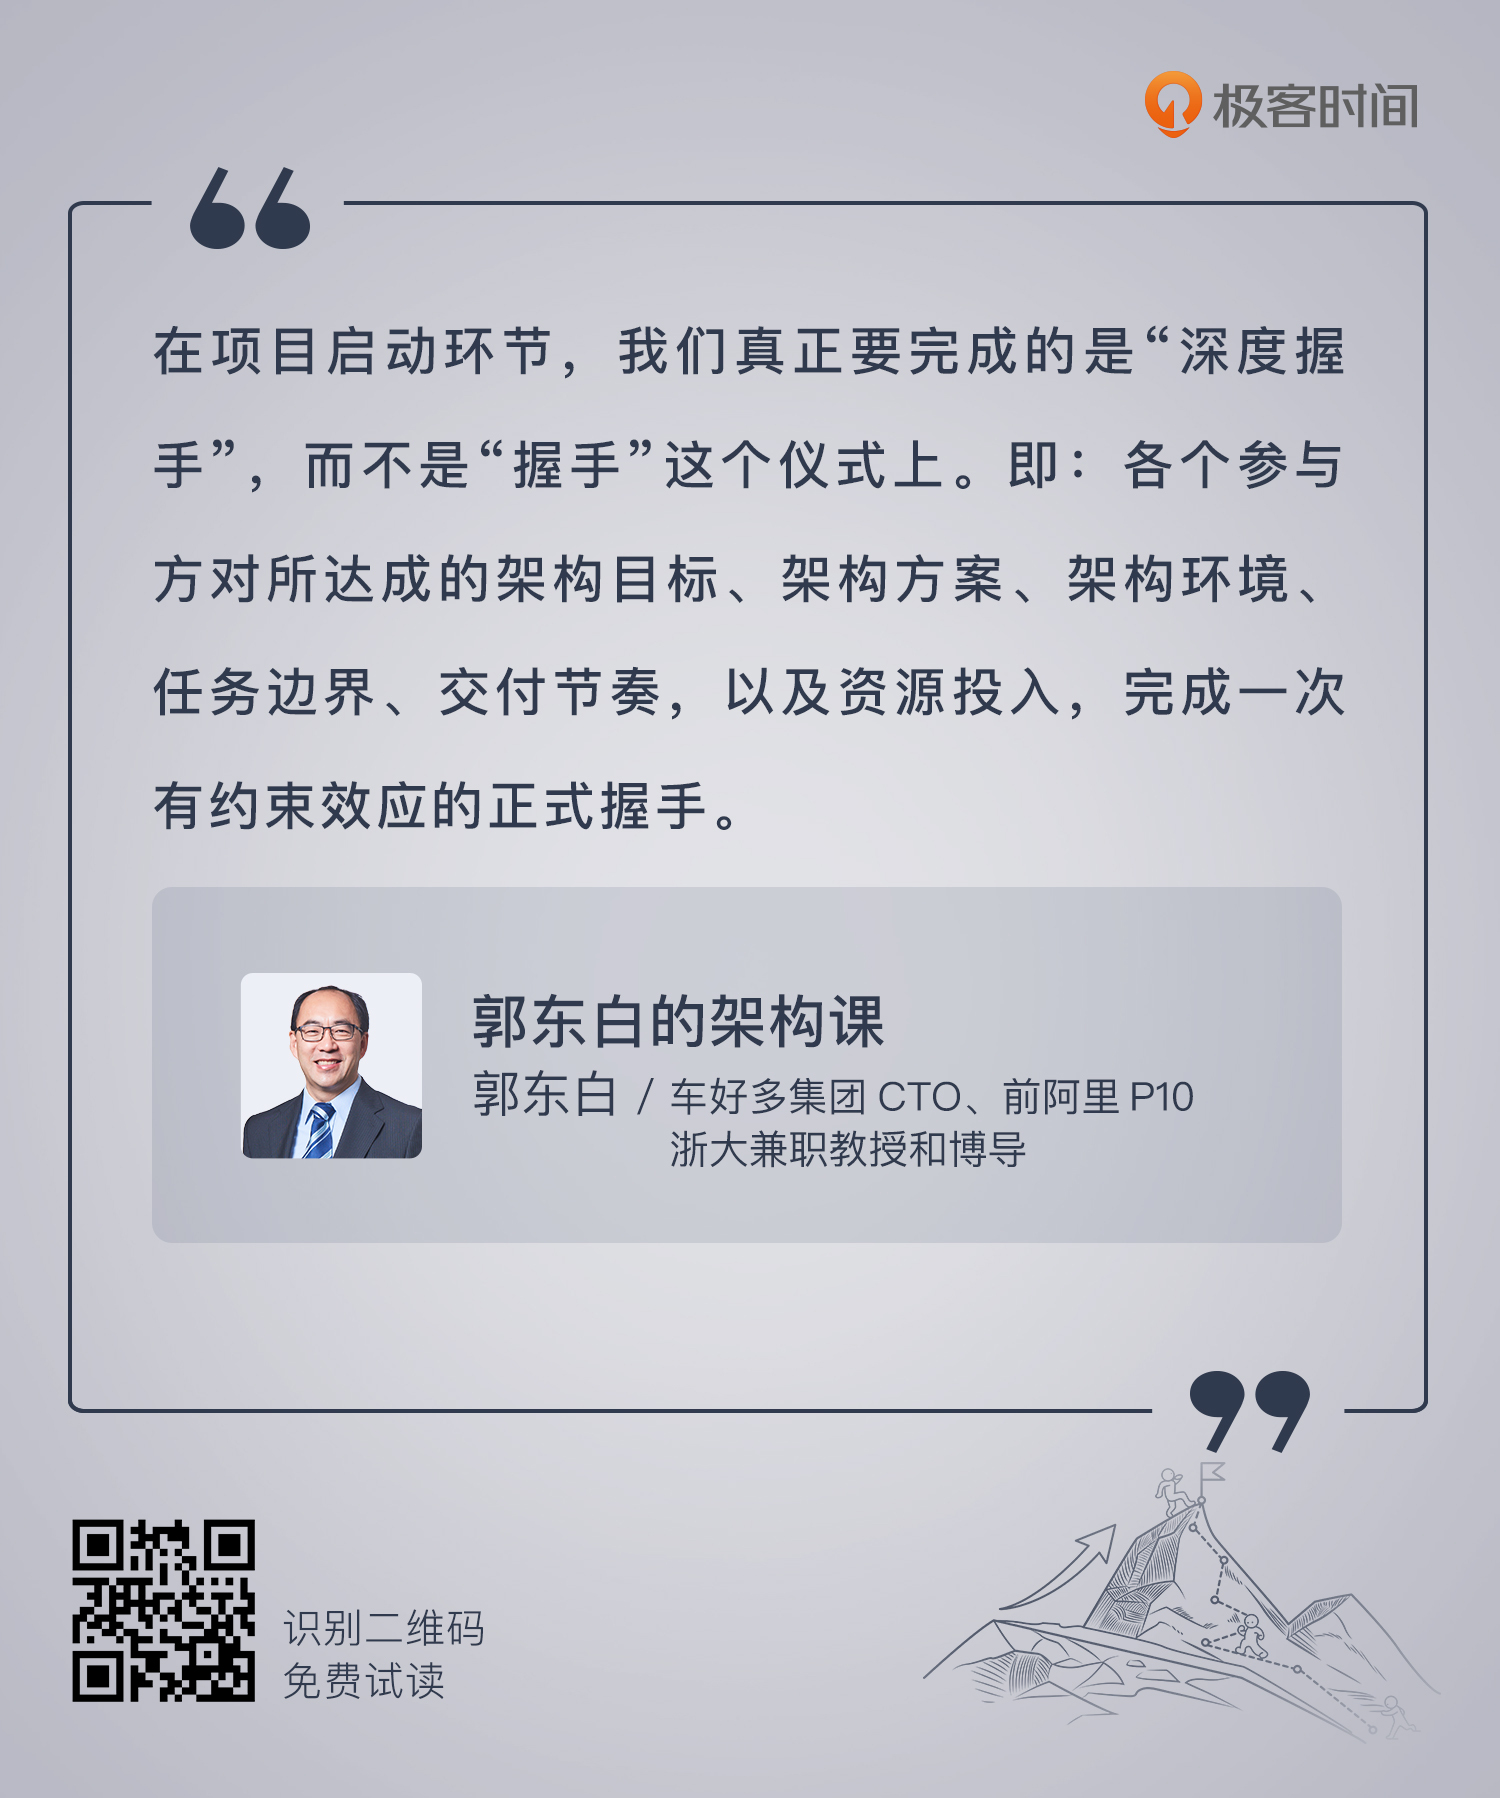 极客时间
在项目启动环节，我们真正要完成的是“深度握
手”，而不是“握手”这个仪式上。即：各个参与
方对所达成的架构目标、架构方案、架构环境、
任务边界、交付节奏，以及资源投入，完成一次
有约束效应的正式握手。
郭东白的架构课
郭东白 / 车好多集团 CTO、前阿里 P10
浙大兼职教授和博导
识别二维码
免费试读